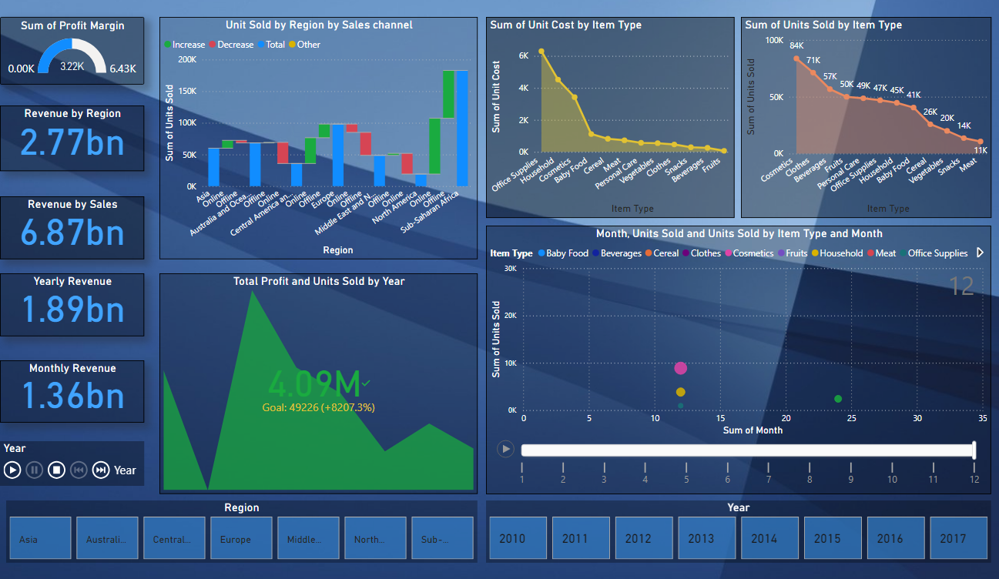 Sum of Profit Margin
0.00K
3.22K
6.43K
Revenue by Region
2.77bn
Revenue by Sales
6.87bn
Yearly Revenue
1.89bn
Monthly Revenue
1.36bn
Year
Year
Unit Sold by Region by Sales channel
Increase Decrease Total Other
Sum of Units Sold
200K
150K
100K
50K
0K
Asia
Online
Offline
Australia and Ocea...
Offline
Online
Central America an...
Online
Offline
Europe
Online
Offline
Middle East and N...
Offline
Online
North America
Online
Offline
Sub-Saharan Africa
Region
Total Profit and Units Sold by Year
4.09M
Goal: 49226 (+8207.3%)
Sum of Unit Cost by Item Type
Sum of Unit Cost
6K
4K
2K
0K
Office Supplies
Household
Cosmetics
Baby Food
Cereal
Meat
Personal Care
Vegetables
Clothes
Snacks
Beverages
Fruits
Item Type
Sum of Units Sold by Item Type
Sum of Units Sold
100K
50K
0K
84K
71K
57K
50K
49K
47K
45K
41K
26K
20K
14K
11K
Cosmetics
Clothes
Beverages
Fruits
Personal Care
Office Supplies
Household
Baby Food
Cereal
Vegetables
Snacks
Meat
Item Type
Month, Units Sold and Units Sold by Item Type and Month
Item Type Baby Food Beverages Cereal Clothes Cosmetics Fruits Household Meat Office Supplies
12
Sum of Units Sold
30K
20K
10K
0K
0 5 10 15 20 25 30 35
Sum of Month
1 2 3 4 5 6 7 8 9 10 11 12
Region
Asia Australi... Central... Europe Middle... North... Sub-...
Year
2010 2011 2012 2013 2014 2015 2016 2017